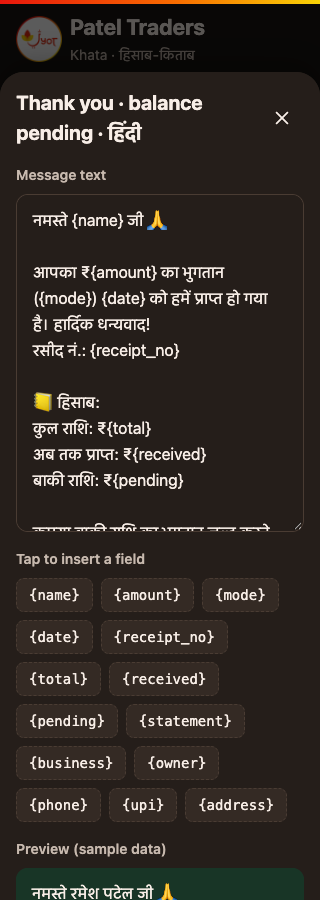 Jyot
Patel Traders
Khata · हिसाब-किताब
Thank you · balance
pending · हिंदी
Message text
नमस्ते {name} जी 🙏
आपका ₹{amount} का भुगतान
({mode}) {date} को हमें प्राप्त हो गया
है। हार्दिक धन्यवाद!
रसीद नं.: {receipt_no}
📒 हिसाब:
कुल राशि: ₹{total}
अब तक प्राप्त: ₹{received}
बाकी राशि: ₹{pending}
Tap to insert a field
{name} {amount} {mode}
{date} {receipt_no}
{total} {received}
{pending} {statement}
{business} {owner}
{phone} {upi} {address}
Preview (sample data)
नमस्ते रमेश पटेल जी 🙏